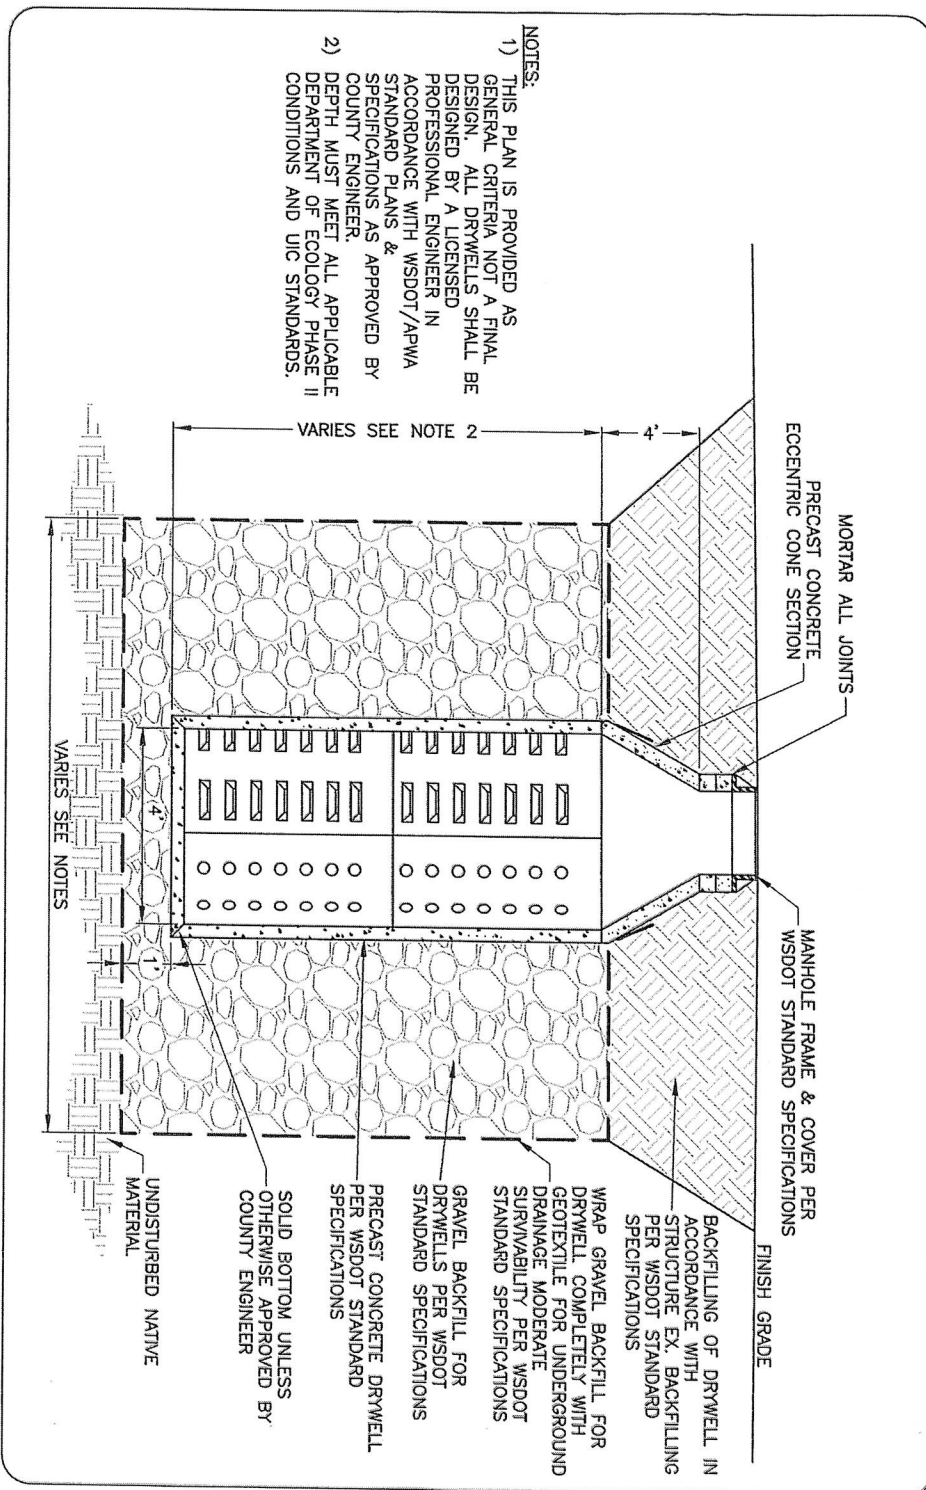 NOTES:
1) THIS PLAN IS PROVIDED AS
GENERAL CRITERIA NOT A FINAL
DESIGN. ALL DRYWELLS SHALL BE
DESIGNED BY A LICENSED
PROFESSIONAL ENGINEER IN
ACCORDANCE WITH WSDOT/APWA
STANDARD PLANS &
SPECIFICATIONS AS APPROVED BY
COUNTY ENGINEER.
2) DEPTH MUST MEET ALL APPLICABLE
DEPARTMENT OF ECOLOGY PHASE II
CONDITIONS AND UIC STANDARDS.
MORTAR ALL JOINTS
PRECAST CONCRETE
ECCENTRIC CONE SECTION
4'
VARIES SEE NOTE 2
MANHOLE FRAME & COVER PER
WSDOT STANDARD SPECIFICATIONS
FINISH GRADE
BACKFILLING OF DRYWELL IN
ACCORDANCE WITH
STRUCTURE EX. BACKFILLING
PER WSDOT STANDARD
SPECIFICATIONS
WRAP GRAVEL BACKFILL FOR
DRYWELL COMPLETELY WITH
GEOTEXTILE FOR UNDERGROUND
DRAINAGE MODERATE
SURVIVABILITY PER WSDOT
STANDARD SPECIFICATIONS
GRAVEL BACKFILL FOR
DRYWELLS PER WSDOT
STANDARD SPECIFICATIONS
PRECAST CONCRETE DRYWELL
PER WSDOT STANDARD
SPECIFICATIONS
SOLID BOTTOM UNLESS
OTHERWISE APPROVED BY
COUNTY ENGINEER
UNDISTURBED NATIVE
MATERIAL
4'
1'
VARIES SEE NOTES